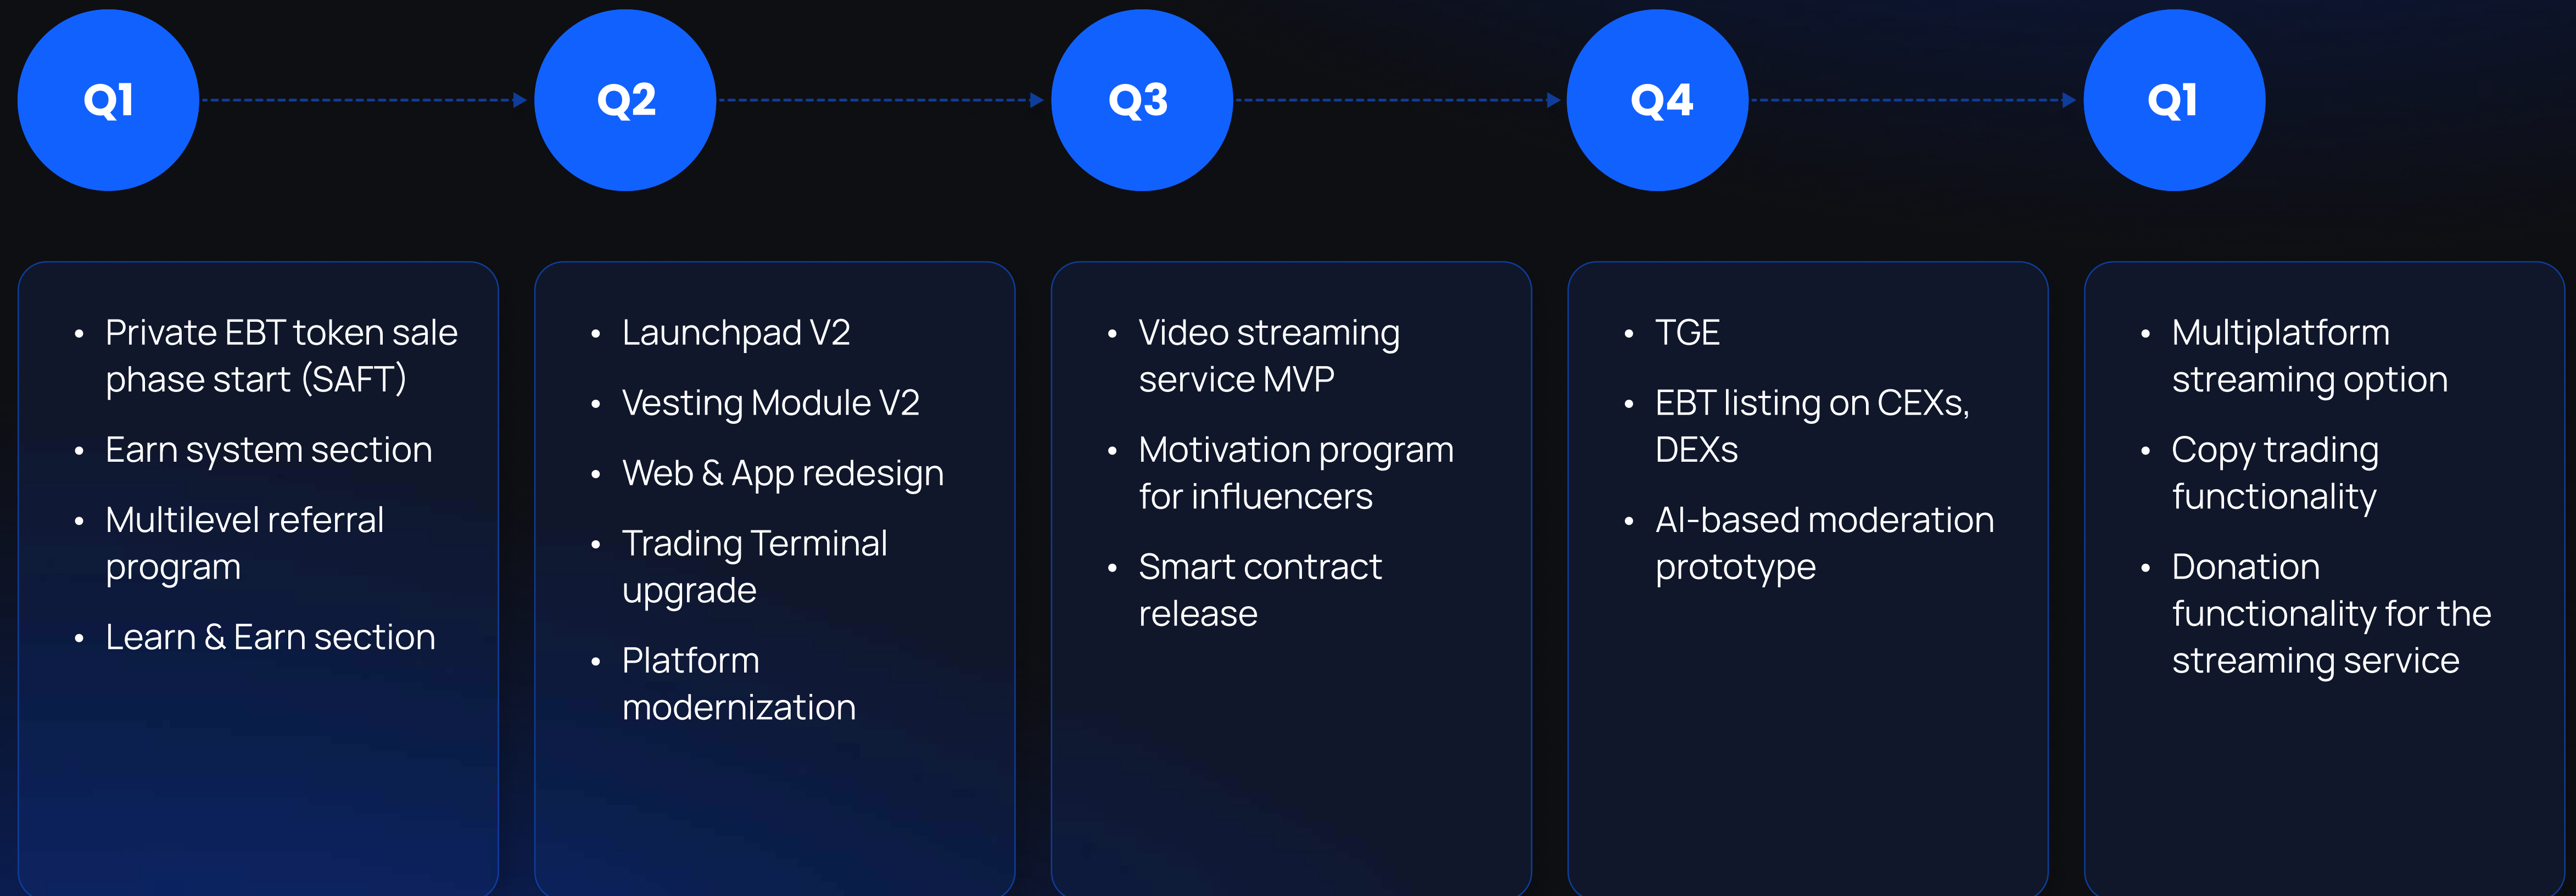 Q1
Q2
Q3
Q4
Q1
• Private EBT token sale
phase start (SAFT)
• Earn system section
• Multilevel referral
program
• Learn & Earn section
• Launchpad V2
• Vesting Module V2
• Web & App redesign
• Trading Terminal
upgrade
• Platform
modernization
• Video streaming
service MVP
• Motivation program
for influencers
• Smart contract
release
• TGE
• EBT listing on CEXs,
DEXs
• AI-based moderation
prototype
• Multiplatform
streaming option
• Copy trading
functionality
• Donation
functionality for the
streaming service